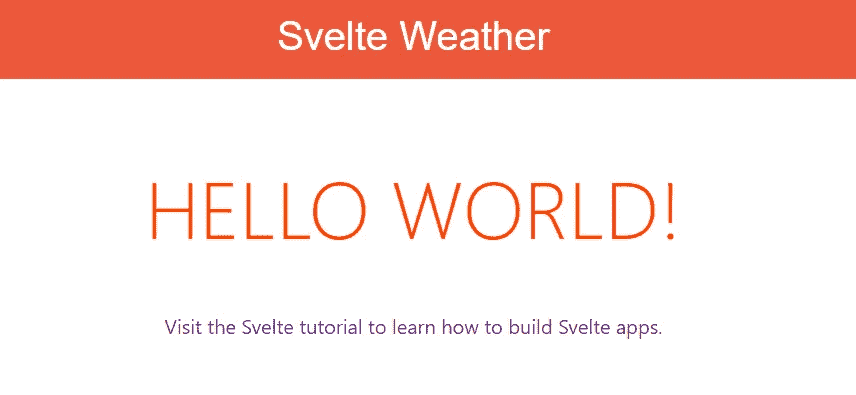 Svelte Weather
HELLO WORLD!
Visit the Svelte tutorial to learn how to build Svelte apps.